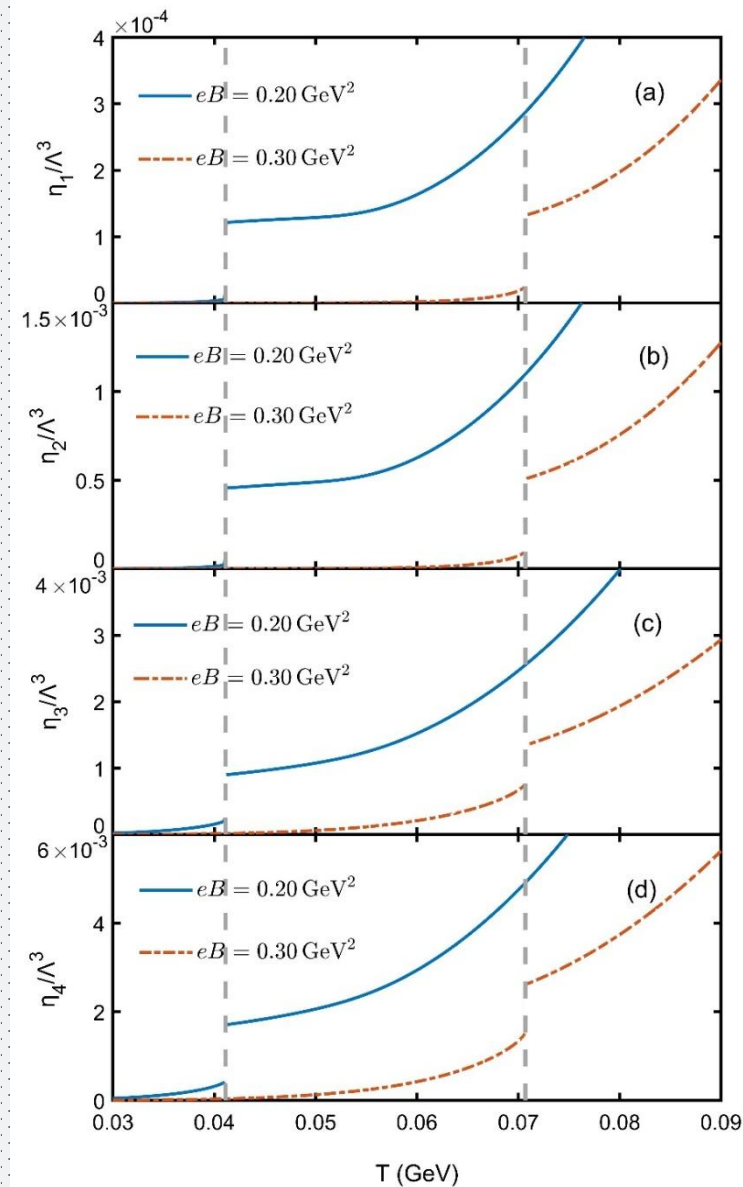 ×10⁻⁴
4
eB = 0.20 GeV²
(a)
3
eB = 0.30 GeV²
2
η₁/Λ³
1
0
1.5 ×10⁻³
eB = 0.20 GeV²
(b)
1
eB = 0.30 GeV²
η₂/Λ³
0.5
0
4 ×10⁻³
eB = 0.20 GeV²
(c)
3
eB = 0.30 GeV²
2
η₃/Λ³
1
0
6 ×10⁻³
eB = 0.20 GeV²
(d)
4
eB = 0.30 GeV²
η₄/Λ³
2
0
0.03 0.04 0.05 0.06 0.07 0.08 0.09
T (GeV)